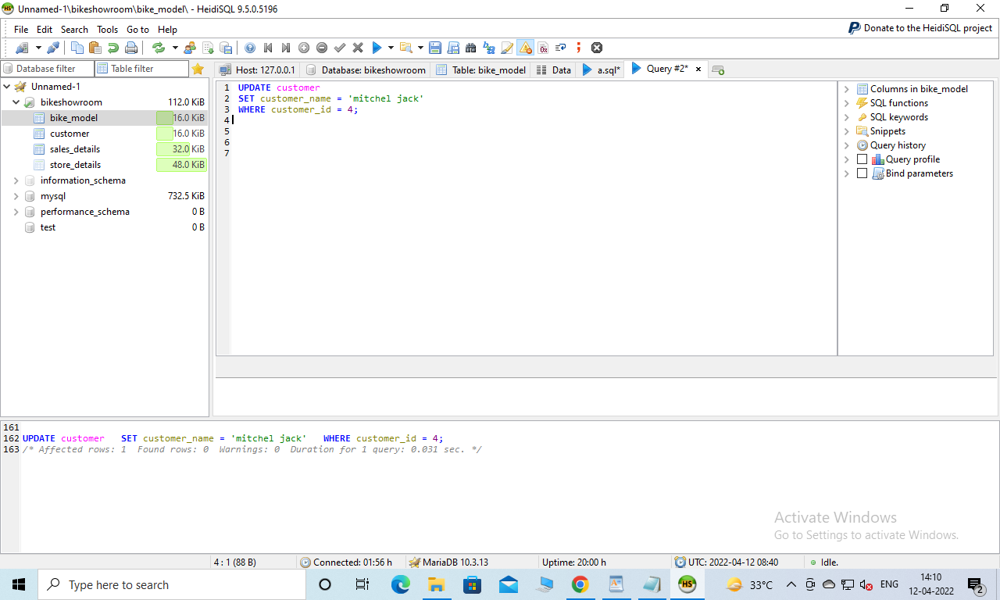 Unnamed-1\bikeshowroom\bike_model\ - HeidiSQL 9.5.0.5196
File Edit Search Tools Go to Help
Donate to the HeidiSQL project
Database filter Table filter
Host: 127.0.0.1 Database: bikeshowroom Table: bike_model Data a.sql* Query #2* ×
Unnamed-1
bikeshowroom 112.0 KiB
bike_model 16.0 KiB
customer 16.0 KiB
sales_details 32.0 KiB
store_details 48.0 KiB
information_schema
mysql 732.5 KiB
performance_schema 0 B
test 0 B
1 UPDATE customer
2 SET customer_name = 'mitchel jack'
3 WHERE customer_id = 4;
4
5
6
7
Columns in bike_model
SQL functions
SQL keywords
Snippets
Query history
Query profile
Bind parameters
161
162 UPDATE customer   SET customer_name = 'mitchel jack'   WHERE customer_id = 4;
163 /* Affected rows: 1  Found rows: 0  Warnings: 0  Duration for 1 query: 0.031 sec. */
Activate Windows
Go to Settings to activate Windows.
4 : 1 (88 B) Connected: 01:56 h MariaDB 10.3.13 Uptime: 20:00 h UTC: 2022-04-12 08:40 Idle.
Type here to search
HS
33°C
ENG
14:10
12-04-2022
2